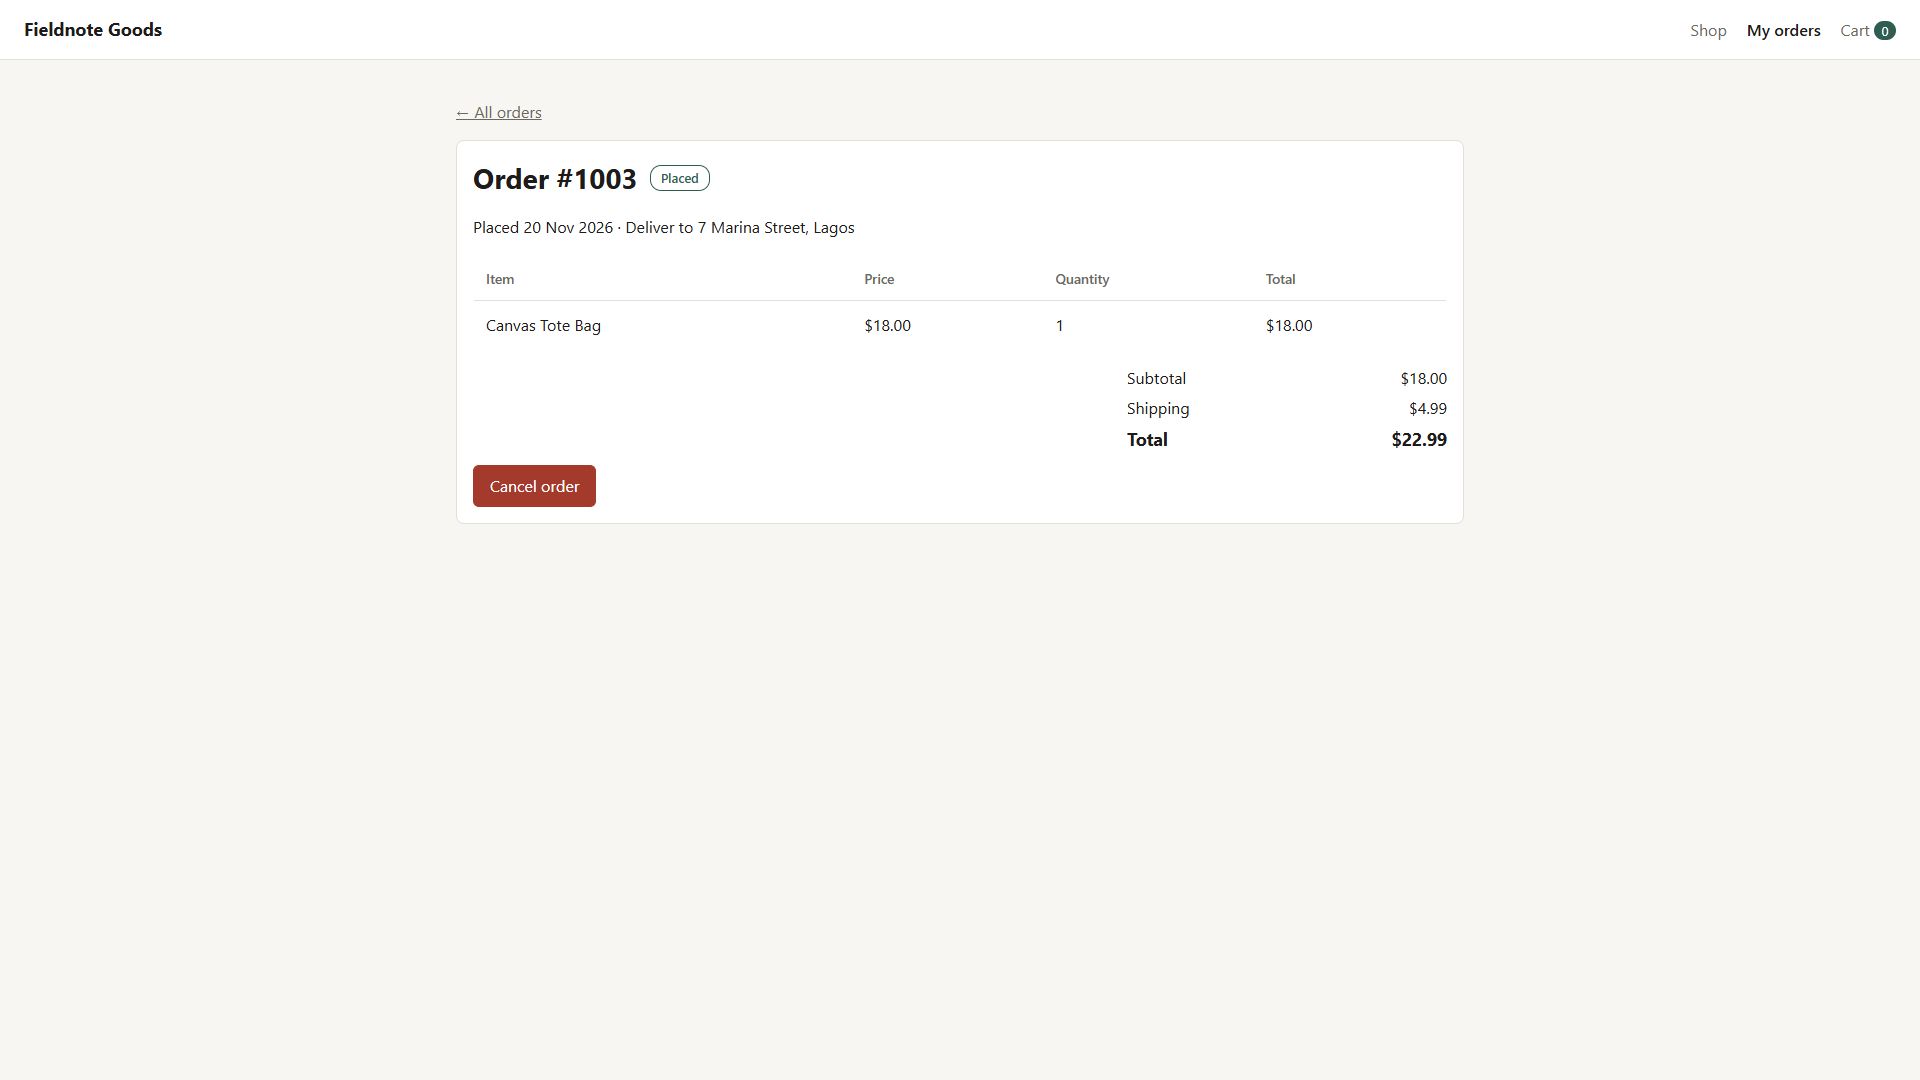 Fieldnote Goods
Shop My orders Cart 0
← All orders
Order #1003 Placed
Placed 20 Nov 2026 · Deliver to 7 Marina Street, Lagos
Item Price Quantity Total
Canvas Tote Bag $18.00 1 $18.00
Subtotal $18.00
Shipping $4.99
Total $22.99
Cancel order